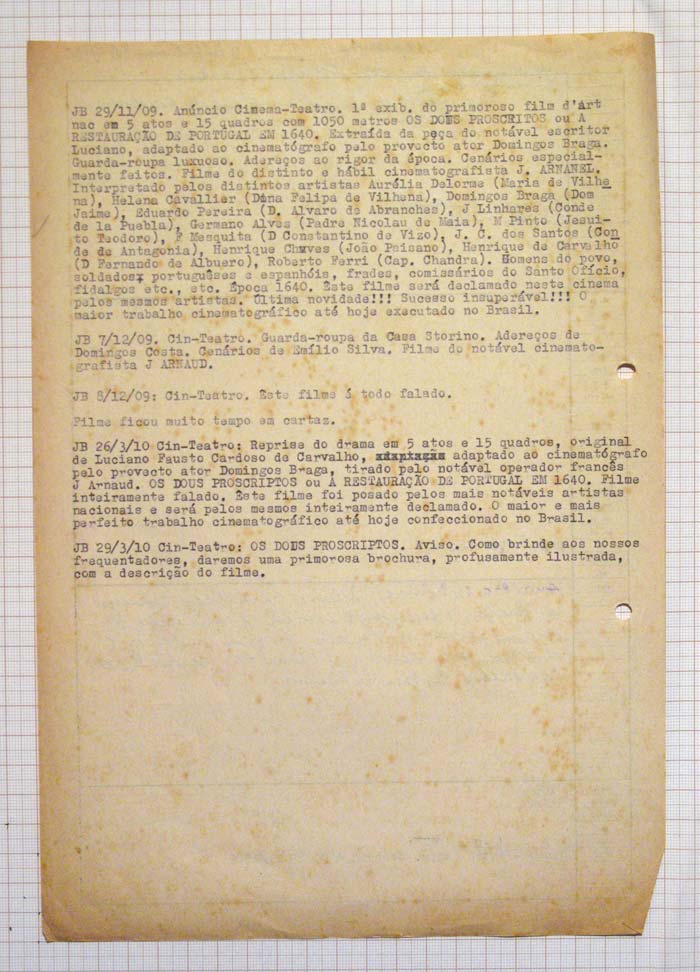 JB 29/11/09. Anúncio Cinema-Teatro. 1ª exib. do primoroso film d'art
nac em 5 atos e 15 quadros com 1050 metros OS DOUS PROSCRITOS ou A
RESTAURAÇÃO DE PORTUGAL EM 1640. Extraída da peça do notável escritor
Luciano, adaptado ao cinematógrafo pelo provecto ator Domingos Braga.
Guarda-roupa luxuoso. Adereços ao rigor da época. Cenários especial-
mente feitos. Filme do distinto e hábil cinematografista J. ARNANEL.
Interpretado pelos distintos artistas Aurélia Delorme (Maria de Vilhe
na), Helena Cavallier (Dona Felipa de Vilhena), Domingos Braga (Dom
Jaime), Eduardo Pereira (D. Alvaro de Abranches), J Linhares (Conde
de la Puebla), Germano Alves (Padre Nicolau de Maia), M Pinto (Jesui-
to Teodoro), F Mesquita (D Constantino de Vizo), J. C. dos Santos (Con
de de Antagonia), Henrique Chaves (João Paisano), Henrique de Carvalho
(D Fernando de Albuero), Roberto Ferri (Cap. Chandra). Homens do povo,
soldados, portuguêses e espanhóis, frades, comissários do Santo Ofício,
fidalgos etc., etc. Época 1640. Este filme será declamado neste cinema
pelos mesmos artistas. Última novidade!!! Sucesso insuperável!!! O
maior trabalho cinematográfico até hoje executado no Brasil.
JB 7/12/09. Cin-Teatro. Guarda-roupa da Casa Storino. Adereços de
Domingos Costa. Cenários de Emílio Silva. Filme do notável cinemato-
grafista J ARNAUD.
JB 8/12/09: Cin-Teatro. Este filme é todo falado.
Filme ficou muito tempo em cartaz.
JB 26/3/10 Cin-Teatro: Reprise do drama em 5 atos e 15 quadros, original
de Luciano Fausto Cardoso de Carvalho, adaptado ao cinematógrafo
pelo provecto ator Domingos Braga, tirado pelo notável operador francês
J Arnaud. OS DOUS PROSCRIPTOS ou A RESTAURAÇÃO DE PORTUGAL EM 1640. Filme
inteiramente falado. Este filme foi posado pelos mais notáveis artistas
nacionais e será pelos mesmos inteiramente declamado. O maior e mais
perfeito trabalho cinematográfico até hoje confeccionado no Brasil.
JB 29/3/10 Cin-Teatro: OS DOUS PROSCRIPTOS. Aviso. Como brinde aos nossos
frequentadores, daremos uma primorosa brochura, profusamente ilustrada,
com a descrição do filme.